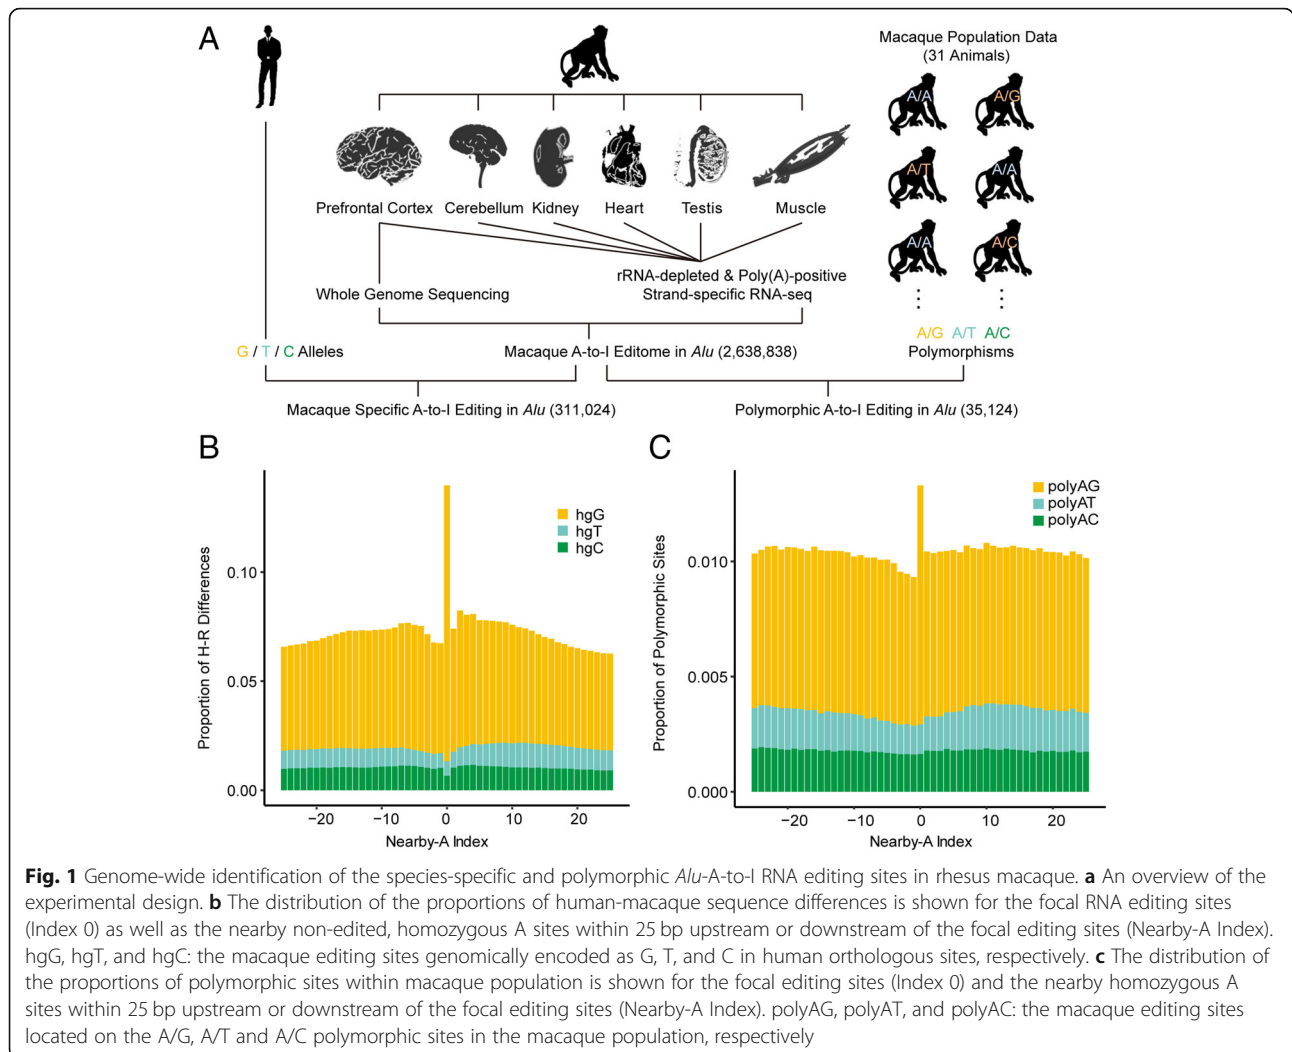 A
Macaque Population Data
(31 Animals)
A/A
A/G
A/T
A/A
A/A
A/C
Prefrontal Cortex
Cerebellum
Kidney
Heart
Testis
Muscle
rRNA-depleted & Poly(A)-positive
Strand-specific RNA-seq
Whole Genome Sequencing
A/G A/T A/C
Polymorphisms
G / T / C Alleles
Macaque A-to-I Editome in Alu (2,638,838)
Macaque Specific A-to-I Editing in Alu (311,024)
Polymorphic A-to-I Editing in Alu (35,124)
B
Proportion of H-R Differences
0.10
0.05
0.00
−20
−10
0
10
20
Nearby-A Index
hgG
hgT
hgC
C
Proportion of Polymorphic Sites
0.010
0.005
0.000
−20
−10
0
10
20
Nearby-A Index
polyAG
polyAT
polyAC
Fig. 1 Genome-wide identification of the species-specific and polymorphic Alu-A-to-I RNA editing sites in rhesus macaque. a An overview of the
experimental design. b The distribution of the proportions of human-macaque sequence differences is shown for the focal RNA editing sites
(Index 0) as well as the nearby non-edited, homozygous A sites within 25 bp upstream or downstream of the focal editing sites (Nearby-A Index).
hgG, hgT, and hgC: the macaque editing sites genomically encoded as G, T, and C in human orthologous sites, respectively. c The distribution of
the proportions of polymorphic sites within macaque population is shown for the focal editing sites (Index 0) and the nearby homozygous A
sites within 25 bp upstream or downstream of the focal editing sites (Nearby-A Index). polyAG, polyAT, and polyAC: the macaque editing sites
located on the A/G, A/T and A/C polymorphic sites in the macaque population, respectively